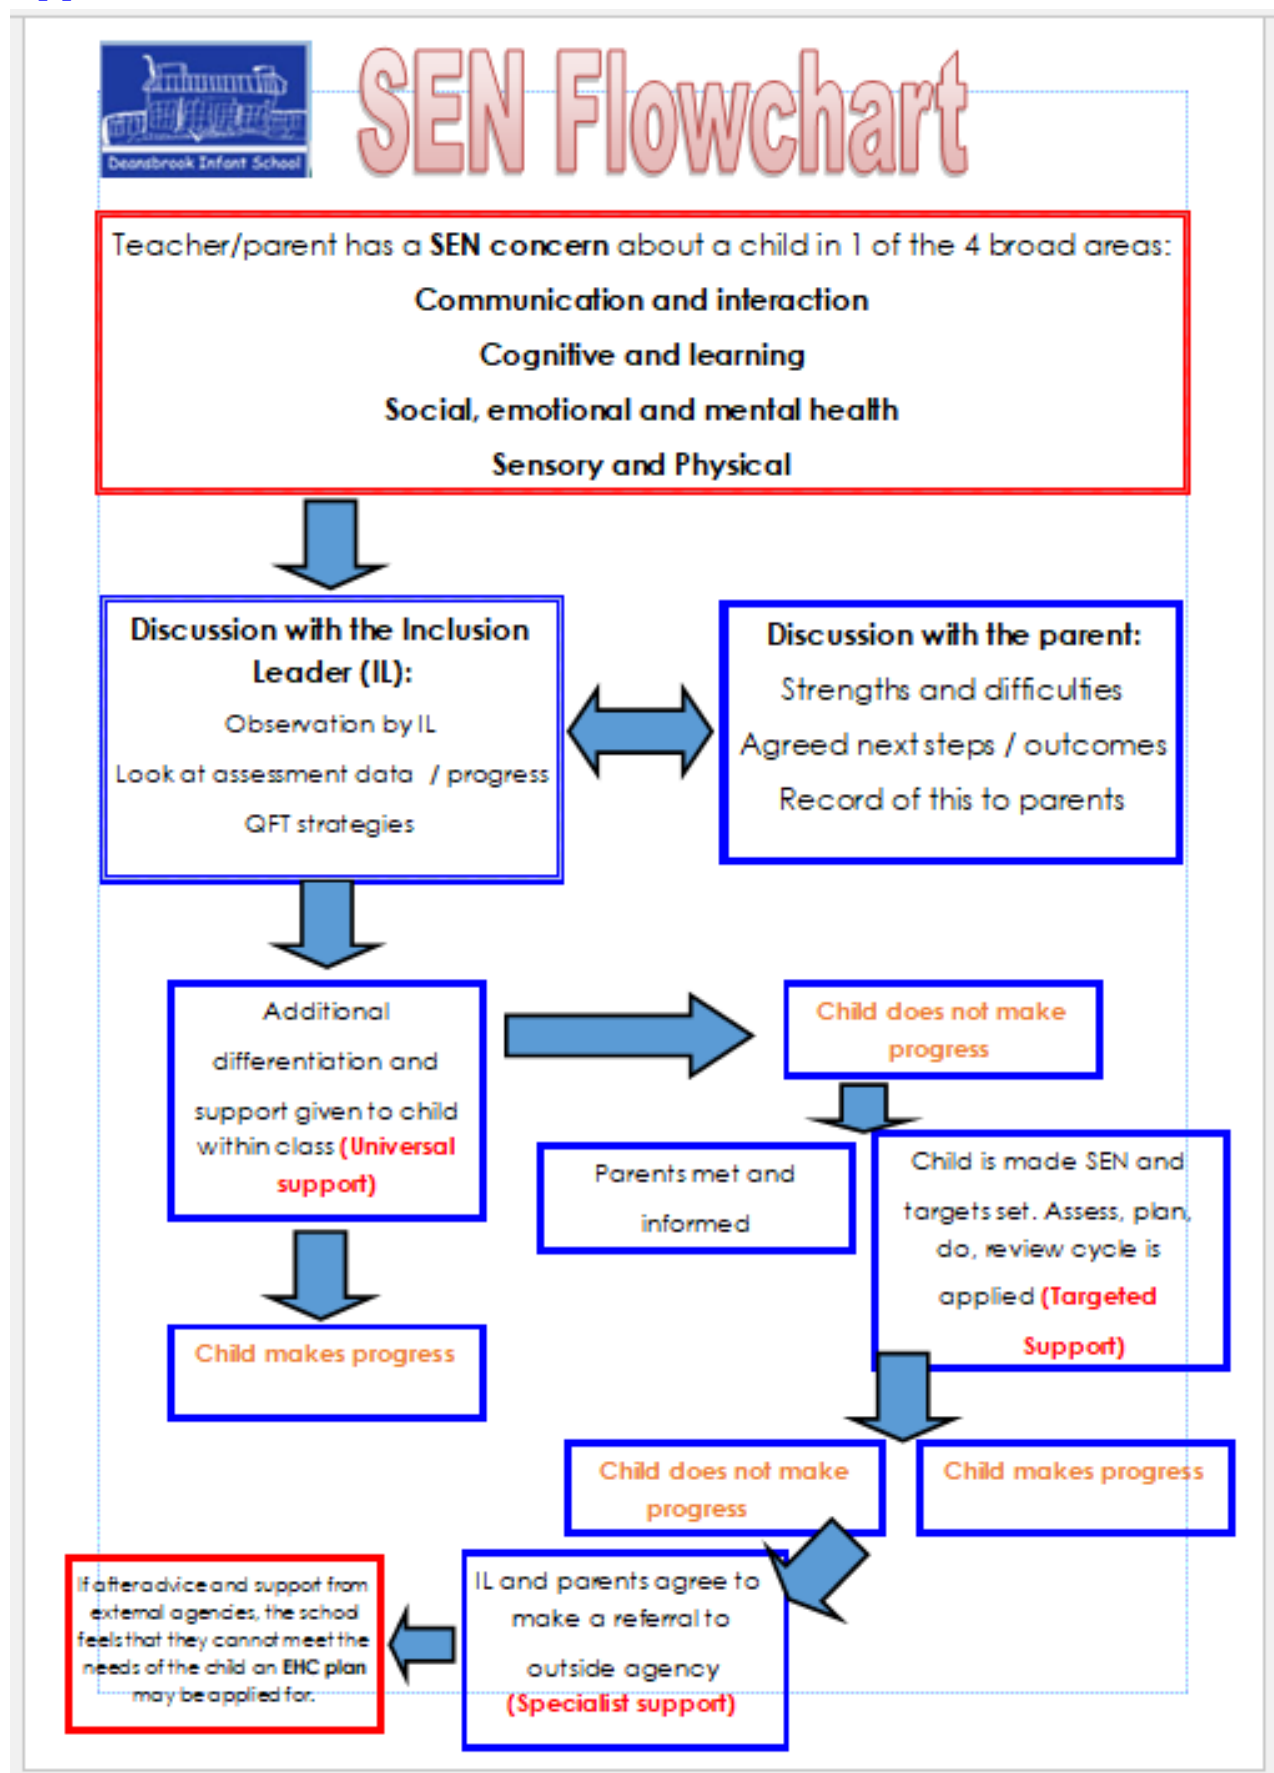 Deansbrook Infant School
SEN Flowchart
Teacher/parent has a SEN concern about a child in 1 of the 4 broad areas:
Communication and interaction
Cognitive and learning
Social, emotional and mental health
Sensory and Physical
Discussion with the Inclusion
Leader (IL):
Observation by IL
Look at assessment data / progress
QFT strategies
Discussion with the parent:
Strengths and difficulties
Agreed next steps / outcomes
Record of this to parents
Additional
differentiation and
support given to child
within class (Universal
support)
Child does not make
progress
Parents met and
informed
Child is made SEN and
targets set. Assess, plan,
do, review cycle is
applied (Targeted
Support)
Child makes progress
Child does not make
progress
Child makes progress
IL and parents agree to
make a referral to
outside agency
(Specialist support)
If after advice and support from
external agencies, the school
feels that they cannot meet the
needs of the child an EHC plan
may be applied for.